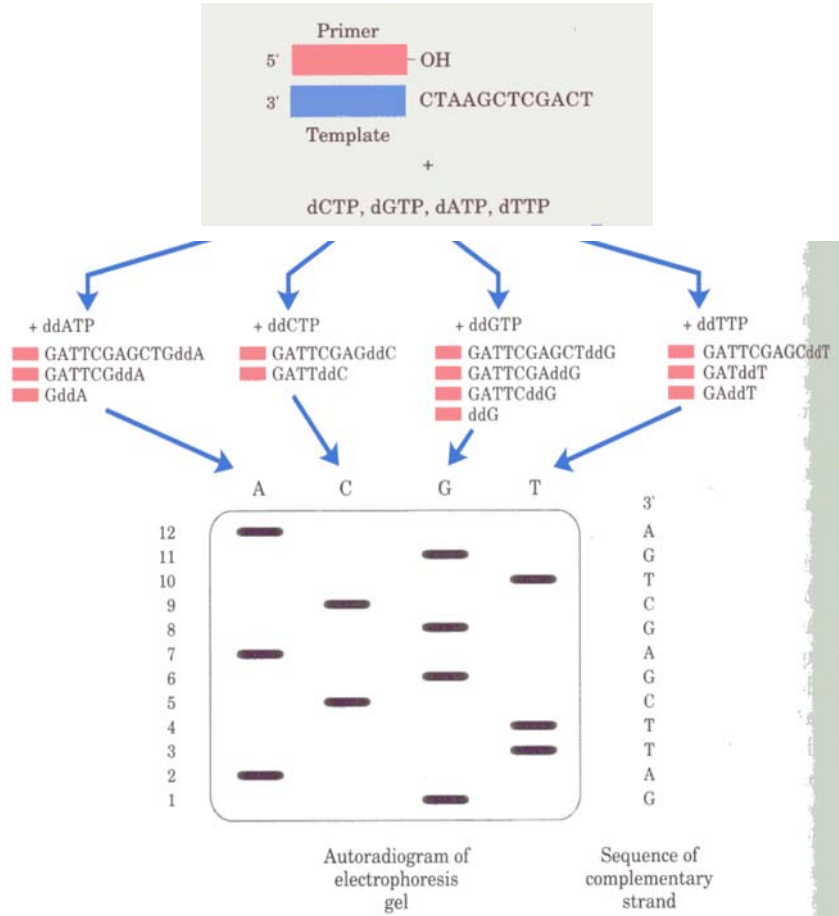 Primer
5' OH
3' CTAAGCTCGACT
Template
+
dCTP, dGTP, dATP, dTTP
+ ddATP
GATTCGAGCTGddA
GATTCGddA
GddA
+ ddCTP
GATTCGAGddC
GATTddC
+ ddGTP
GATTCGAGCTddG
GATTCGAddG
GATTCddG
ddG
+ ddTTP
GATTCGAGCddT
GATddT
GAddT
A C G T
3'
12 A
11 G
10 T
9 C
8 G
7 A
6 G
5 C
4 T
3 T
2 A
1 G
Autoradiogram of
electrophoresis
gel
Sequence of
complementary
strand